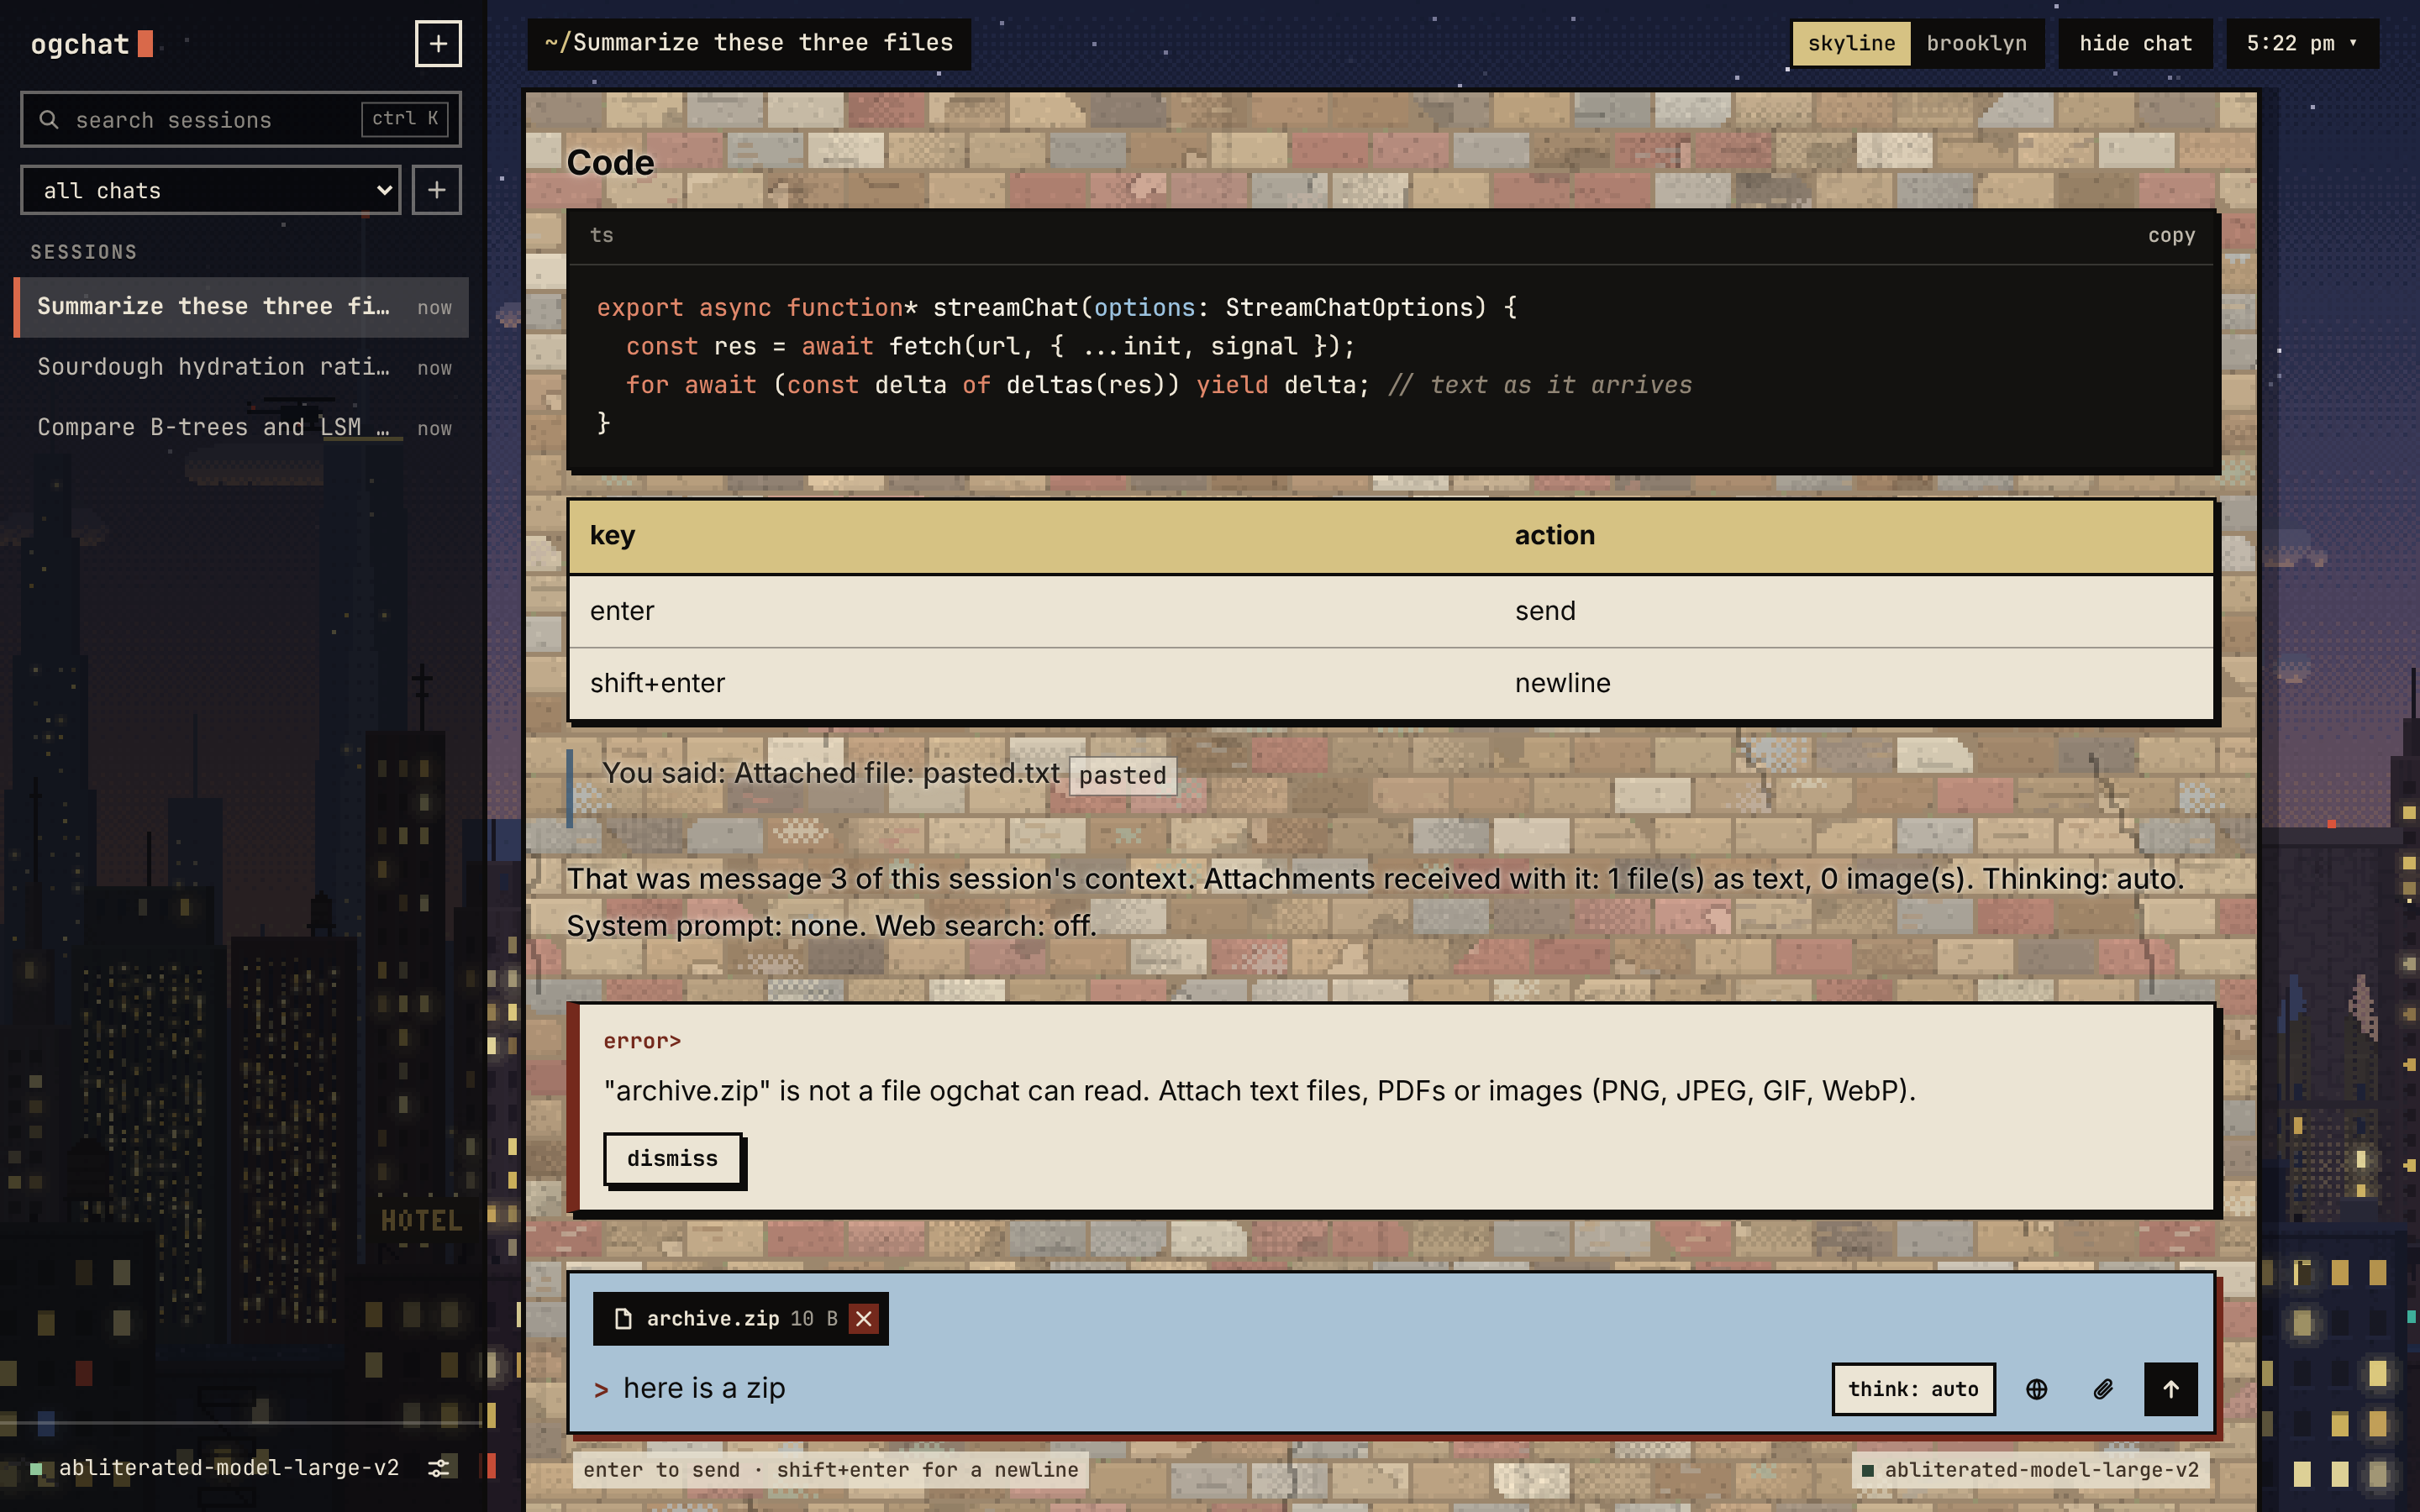 ogchat
+
~/Summarize these three files
skyline
brooklyn
hide chat
5:22 pm ▾
search sessions
ctrl K
all chats
+
SESSIONS
Summarize these three fi… now
Sourdough hydration rati… now
Compare B-trees and LSM … now
HOTEL
abliterated-model-large-v2
Code
ts
copy
export async function* streamChat(options: StreamChatOptions) {
const res = await fetch(url, { ...init, signal });
for await (const delta of deltas(res)) yield delta; // text as it arrives
}
key action
enter send
shift+enter newline
You said: Attached file: pasted.txt pasted
That was message 3 of this session's context. Attachments received with it: 1 file(s) as text, 0 image(s). Thinking: auto.
System prompt: none. Web search: off.
error>
"archive.zip" is not a file ogchat can read. Attach text files, PDFs or images (PNG, JPEG, GIF, WebP).
dismiss
archive.zip 10 B
> here is a zip
think: auto
enter to send · shift+enter for a newline
abliterated-model-large-v2